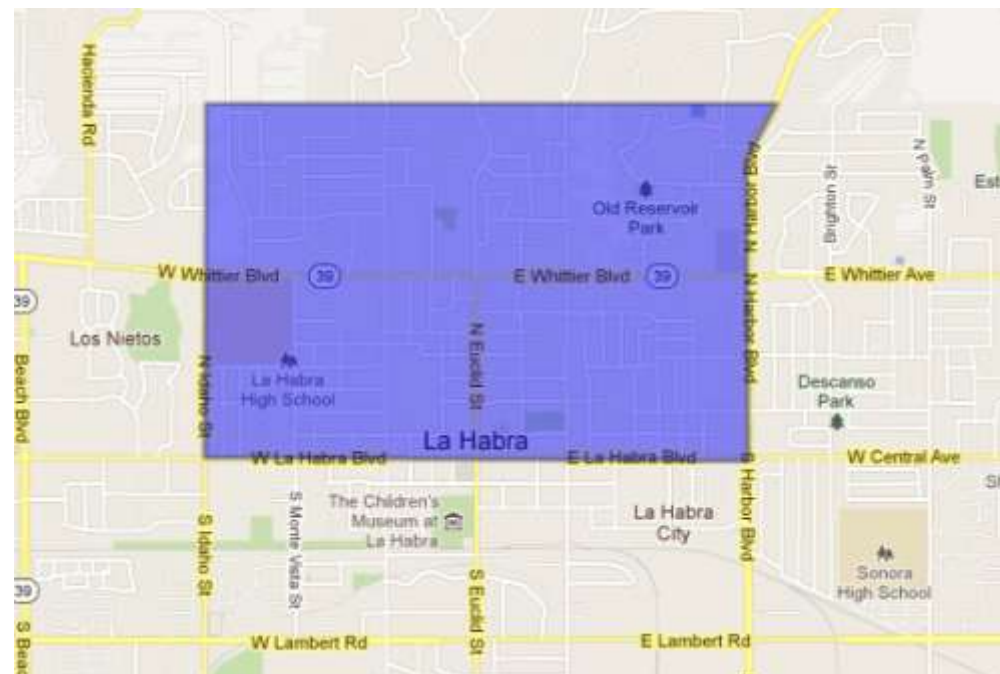 Hacienda Rd
N Harbor Blvd
N Palm St
Brighton St
Est
Old Reservoir
Park
W Whittier Blvd
39
E Whittier Blvd
39
E Whittier Ave
39
Los Nietos
N Idaho St
N Euclid St
N Harbor Blvd
Beach Blvd
La Habra
High School
Descanso
Park
La Habra
W La Habra Blvd
E La Habra Blvd
W Central Ave
S Monte Vista St
The Children's
Museum at
La Habra
La Habra
City
S Harbor Blvd
S Idaho St
S Euclid St
Sonora
High School
39
S Bea
W Lambert Rd
E Lambert Rd